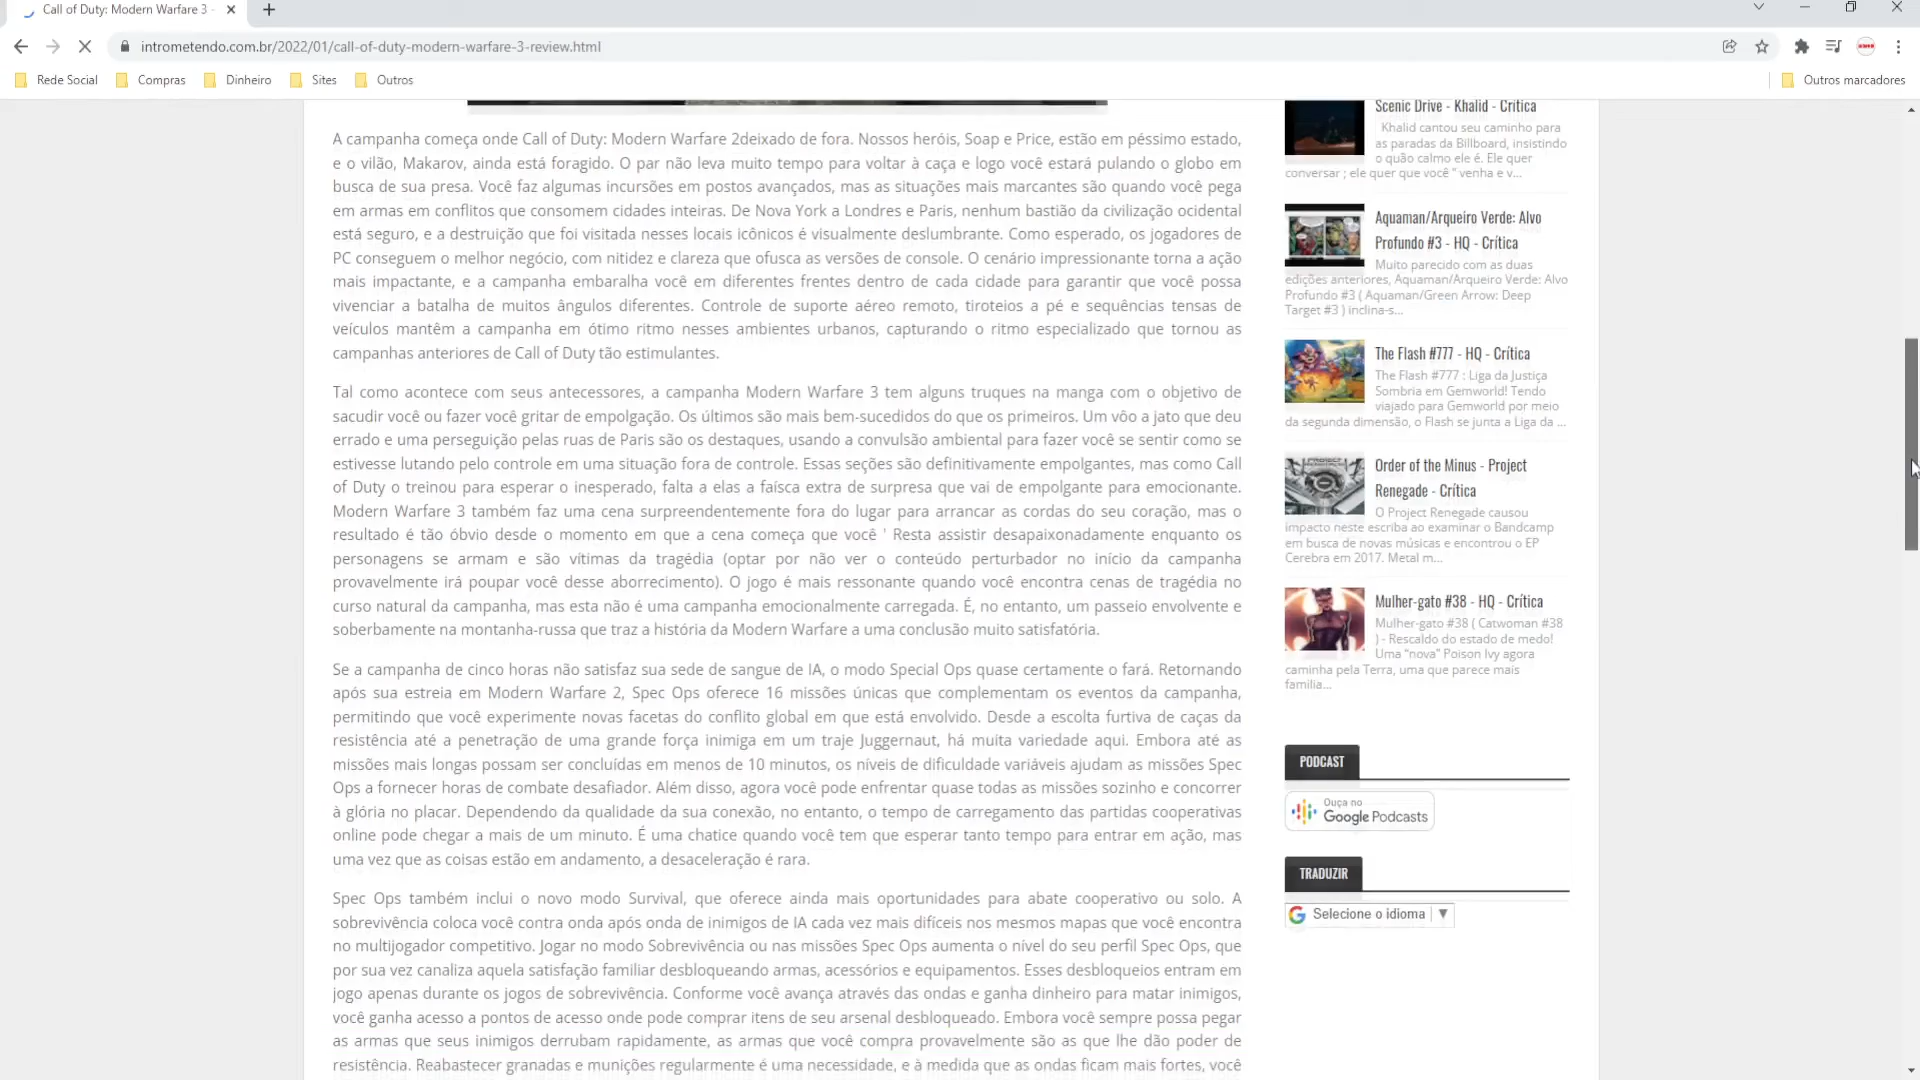 Call of Duty: Modern Warfare 3 -
intrometendo.com.br/2022/01/call-of-duty-modern-warfare-3-review.html
Rede Social
Compras
Dinheiro
Sites
Outros
Outros marcadores
A campanha começa onde Call of Duty: Modern Warfare 2deixado de fora. Nossos heróis, Soap e Price, estão em péssimo estado,
e o vilão, Makarov, ainda está foragido. O par não leva muito tempo para voltar à caça e logo você estará pulando o globo em
busca de sua presa. Você faz algumas incursões em postos avançados, mas as situações mais marcantes são quando você pega
em armas em conflitos que consomem cidades inteiras. De Nova York a Londres e Paris, nenhum bastião da civilização ocidental
está seguro, e a destruição que foi visitada nesses locais icônicos é visualmente deslumbrante. Como esperado, os jogadores de
PC conseguem o melhor negócio, com nitidez e clareza que ofusca as versões de console. O cenário impressionante torna a ação
mais impactante, e a campanha embaralha você em diferentes frentes dentro de cada cidade para garantir que você possa
vivenciar a batalha de muitos ângulos diferentes. Controle de suporte aéreo remoto, tiroteios a pé e sequências tensas de
veículos mantêm a campanha em ótimo ritmo nesses ambientes urbanos, capturando o ritmo especializado que tornou as
campanhas anteriores de Call of Duty tão estimulantes.
Tal como acontece com seus antecessores, a campanha Modern Warfare 3 tem alguns truques na manga com o objetivo de
sacudir você ou fazer você gritar de empolgação. Os últimos são mais bem-sucedidos do que os primeiros. Um vôo a jato que deu
errado e uma perseguição pelas ruas de Paris são os destaques, usando a convulsão ambiental para fazer você se sentir como se
estivesse lutando pelo controle em uma situação fora de controle. Essas seções são definitivamente empolgantes, mas como Call
of Duty o treinou para esperar o inesperado, falta a elas a faísca extra de surpresa que vai de empolgante para emocionante.
Modern Warfare 3 também faz uma cena surpreendentemente fora do lugar para arrancar as cordas do seu coração, mas o
resultado é tão óbvio desde o momento em que a cena começa que você ' Resta assistir desapaixonadamente enquanto os
personagens se armam e são vítimas da tragédia (optar por não ver o conteúdo perturbador no início da campanha
provavelmente irá poupar você desse aborrecimento). O jogo é mais ressonante quando você encontra cenas de tragédia no
curso natural da campanha, mas esta não é uma campanha emocionalmente carregada. É, no entanto, um passeio envolvente e
soberbamente na montanha-russa que traz a história da Modern Warfare a uma conclusão muito satisfatória.
Se a campanha de cinco horas não satisfaz sua sede de sangue de IA, o modo Special Ops quase certamente o fará. Retornando
após sua estreia em Modern Warfare 2, Spec Ops oferece 16 missões únicas que complementam os eventos da campanha,
permitindo que você experimente novas facetas do conflito global em que está envolvido. Desde a escolta furtiva de caças da
resistência até a penetração de uma grande força inimiga em um traje Juggernaut, há muita variedade aqui. Embora até as
missões mais longas possam ser concluídas em menos de 10 minutos, os níveis de dificuldade variáveis ajudam as missões Spec
Ops a fornecer horas de combate desafiador. Além disso, agora você pode enfrentar quase todas as missões sozinho e concorrer
à glória no placar. Dependendo da qualidade da sua conexão, no entanto, o tempo de carregamento das partidas cooperativas
online pode chegar a mais de um minuto. É uma chatice quando você tem que esperar tanto tempo para entrar em ação, mas
uma vez que as coisas estão em andamento, a desaceleração é rara.
Spec Ops também inclui o novo modo Survival, que oferece ainda mais oportunidades para abate cooperativo ou solo. A
sobrevivência coloca você contra onda após onda de inimigos de IA cada vez mais difíceis nos mesmos mapas que você encontra
no multijogador competitivo. Jogar no modo Sobrevivência ou nas missões Spec Ops aumenta o nível do seu perfil Spec Ops, que
por sua vez canaliza aquela satisfação familiar desbloqueando armas, acessórios e equipamentos. Esses desbloqueios entram em
jogo apenas durante os jogos de sobrevivência. Conforme você avança através das ondas e ganha dinheiro para matar inimigos,
você ganha acesso a pontos de acesso onde pode comprar itens de seu arsenal desbloqueado. Embora você sempre possa pegar
as armas que seus inimigos derrubam rapidamente, as armas que você compra provavelmente são as que lhe dão poder de
resistência. Reabastecer granadas e munições regularmente é uma necessidade, e à medida que as ondas ficam mais fortes, você
Scenic Drive - Khalid - Crítica
Khalid cantou seu caminho para
as paradas da Billboard, insistindo
o quão calmo ele é. Ele quer
conversar ; ele quer que você " venha e v...
Aquaman/Arqueiro Verde: Alvo
Profundo #3 - HQ - Crítica
Muito parecido com as duas
edições anteriores, Aquaman/Arqueiro Verde: Alvo
Profundo #3 ( Aquaman/Green Arrow: Deep
Target #3 ) inclina-s...
The Flash #777 - HQ - Crítica
The Flash #777 : Liga da Justiça
Sombria em Gemworld! Tendo
viajado para Gemworld por meio
da segunda dimensão, o Flash se junta a Liga da ...
Order of the Minus - Project
Renegade - Crítica
O Project Renegade causou
impacto neste escriba ao examinar o Bandcamp
em busca de novas músicas e encontrou o EP
Cerebra em 2017. Metal m...
Mulher-gato #38 - HQ - Crítica
Mulher-gato #38 ( Catwoman #38
) - Rescaldo do estado de medo!
Uma "nova" Poison Ivy agora
caminha pela Terra, uma que parece mais
familia...
PODCAST
Ouça no
Google Podcasts
TRADUZIR
Selecione o idioma